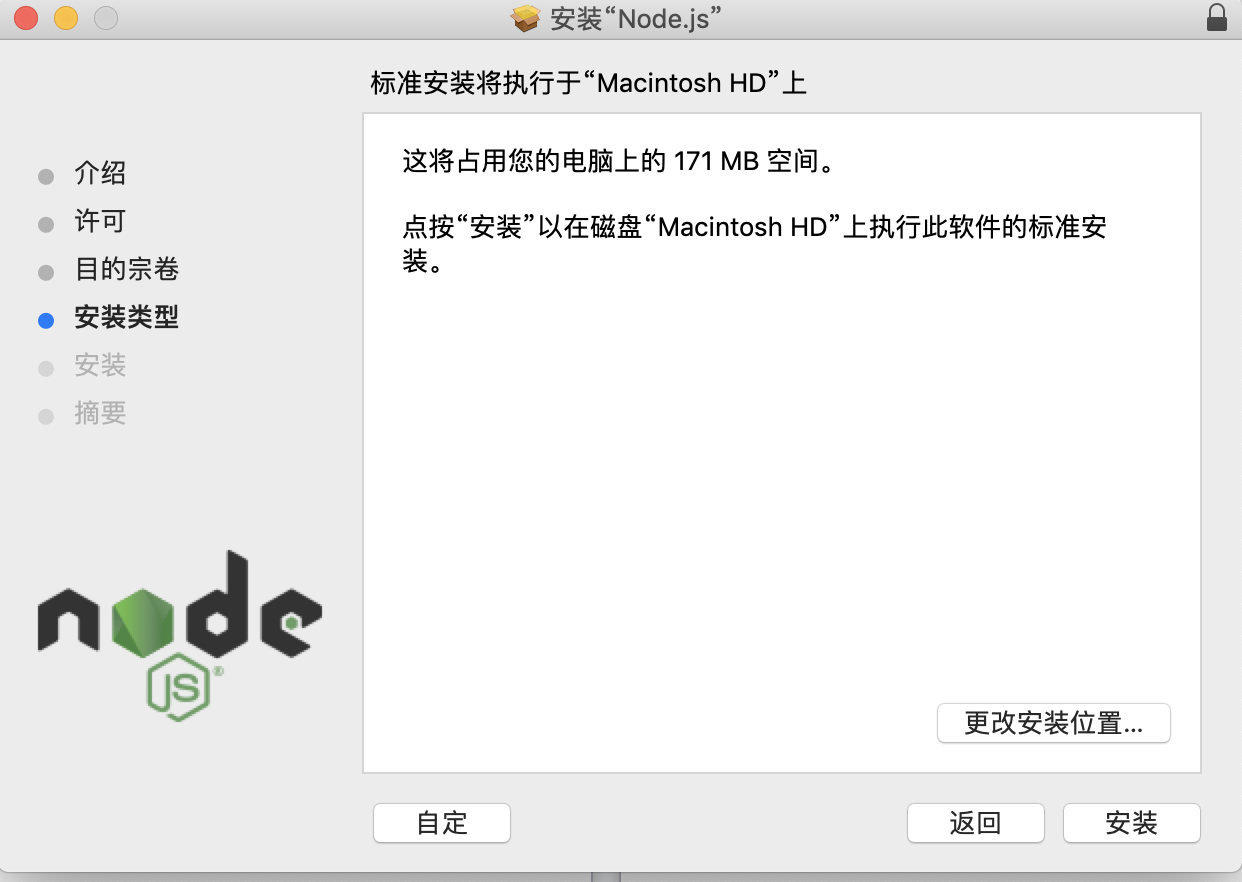 安装“Node.js”
标准安装将执行于“Macintosh HD”上
介绍
许可
目的宗卷
安装类型
安装
摘要
这将占用您的电脑上的 171 MB 空间。
点按“安装”以在磁盘“Macintosh HD”上执行此软件的标准安
装。
node
JS®
更改安装位置...
自定
返回
安装